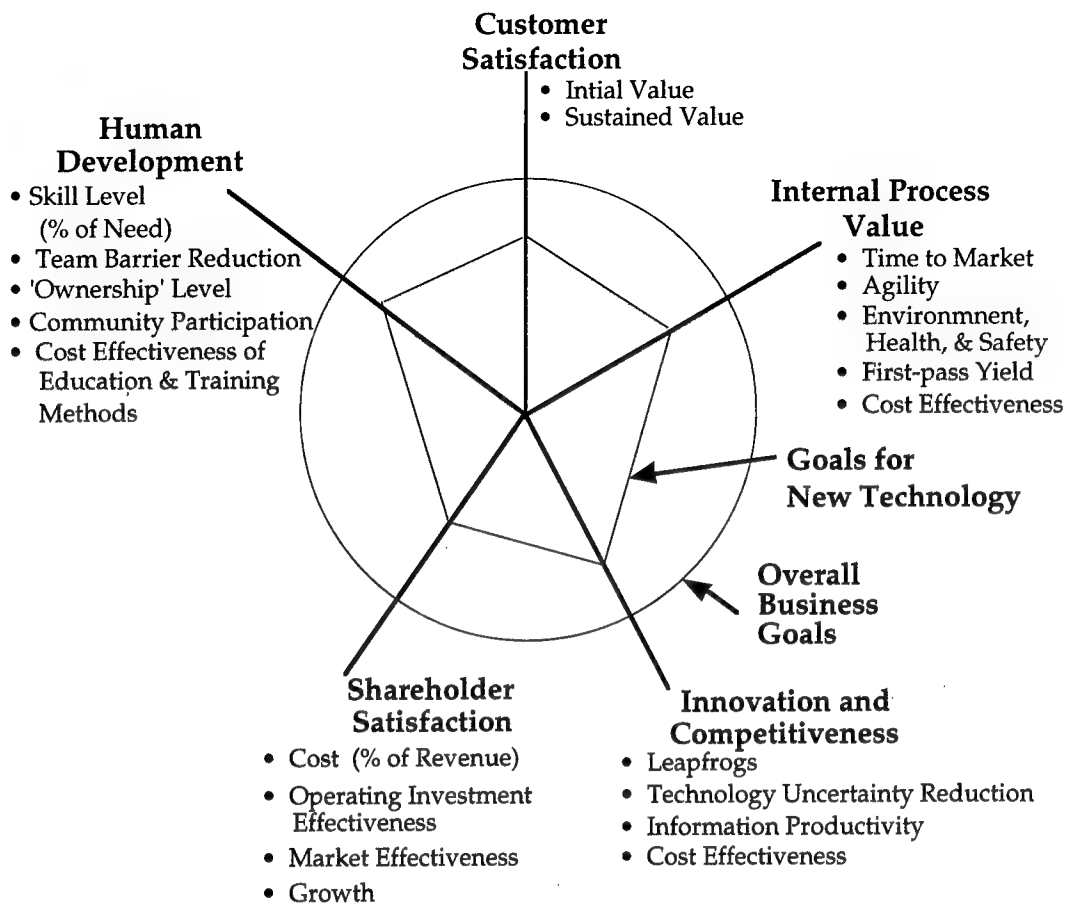 Customer
Satisfaction
• Intial Value
• Sustained Value
Human
Development
• Skill Level
(% of Need)
• Team Barrier Reduction
• 'Ownership' Level
• Community Participation
• Cost Effectiveness of
Education & Training
Methods
Internal Process
Value
• Time to Market
• Agility
• Environmnent,
Health, & Safety
• First-pass Yield
• Cost Effectiveness
Goals for
New Technology
Overall
Business
Goals
Shareholder
Satisfaction
• Cost (% of Revenue)
• Operating Investment
Effectiveness
• Market Effectiveness
• Growth
Innovation and
Competitiveness
• Leapfrogs
• Technology Uncertainty Reduction
• Information Productivity
• Cost Effectiveness